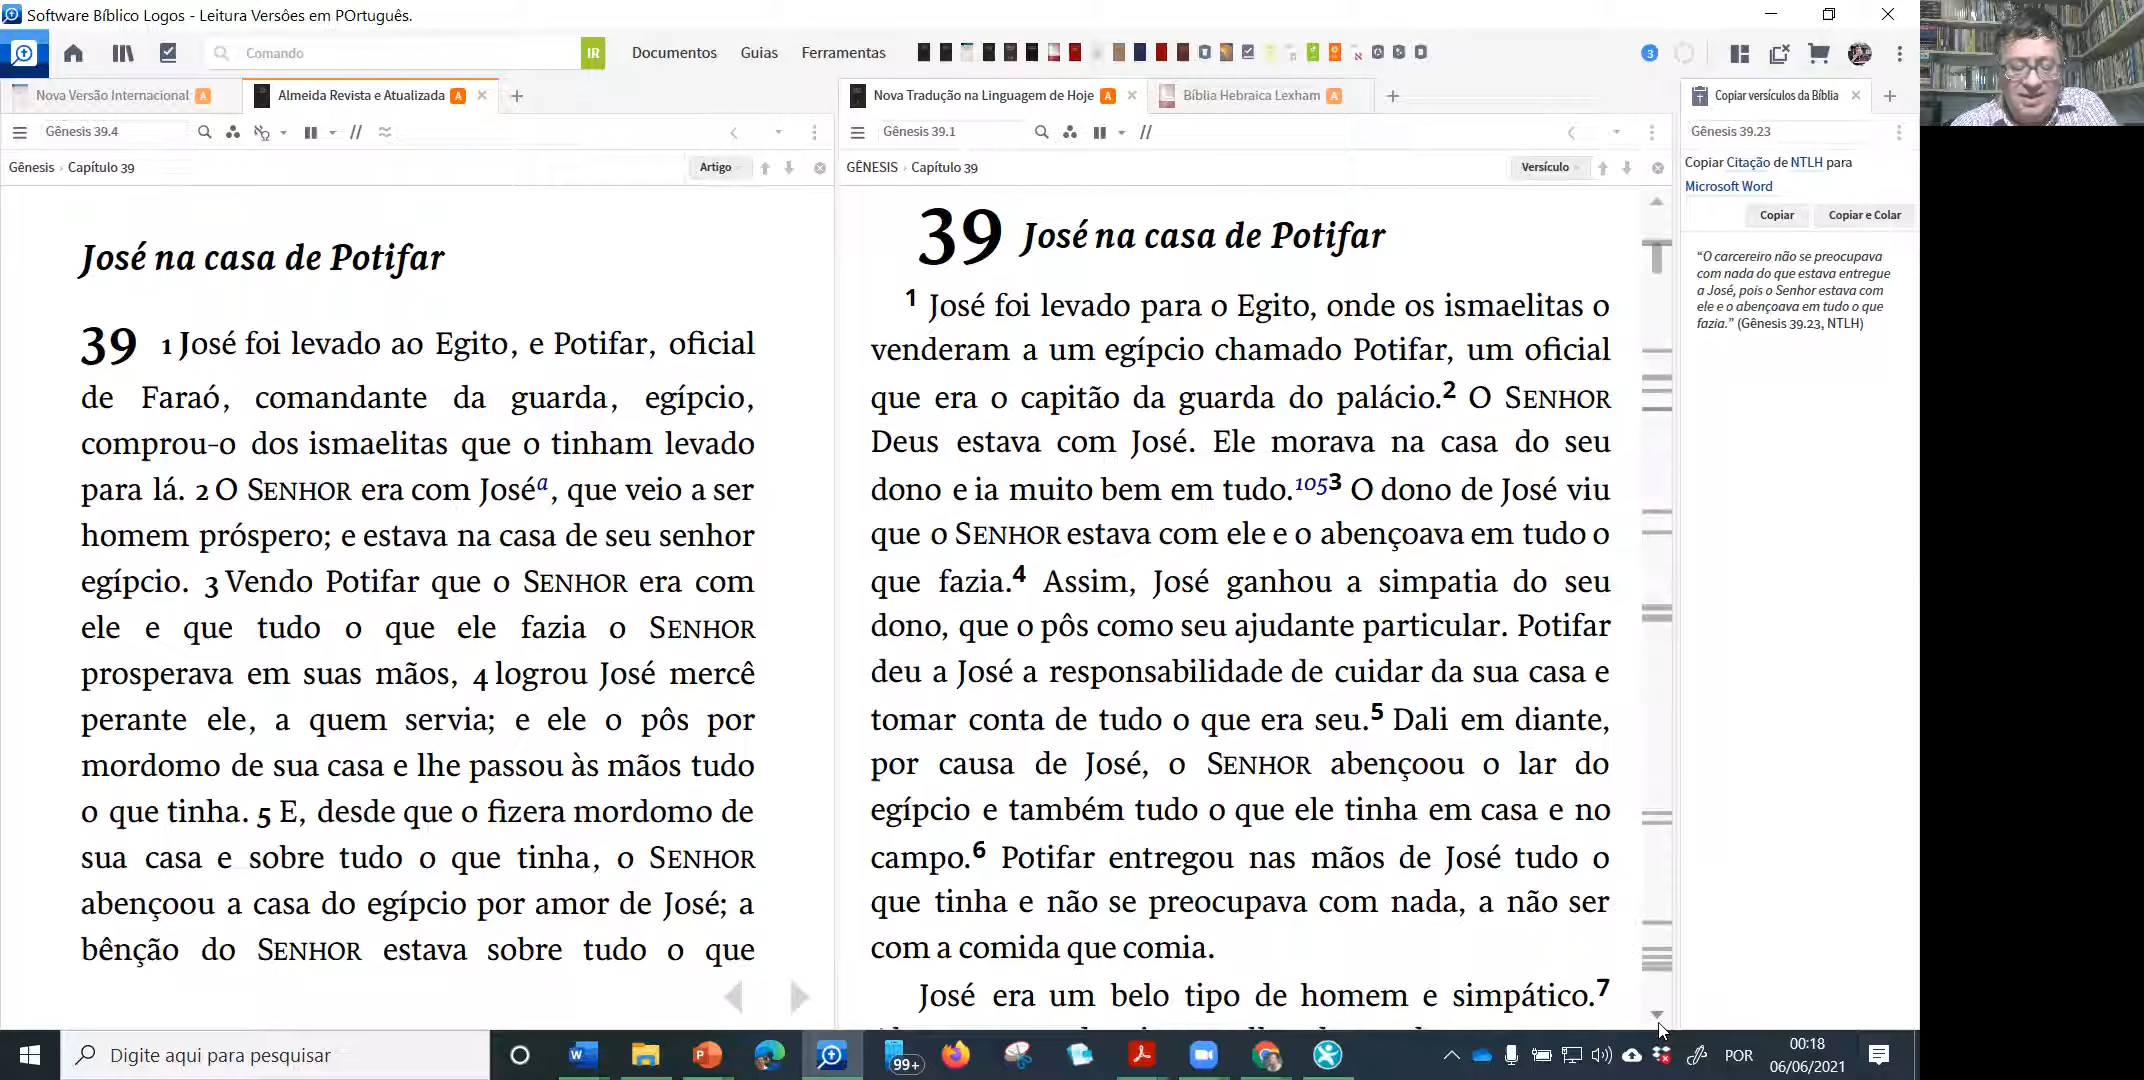 Software Bíblico Logos - Leitura Versôes em POrtuguês.
Comando
IR
Documentos
Guias
Ferramentas
3
Nova Versão Internacional A
Almeida Revista e Atualizada A
Nova Tradução na Linguagem de Hoje A
Bíblia Hebraica Lexham A
Copiar versículos da Bíblia
Gênesis 39.4
Gênesis 39.1
Gênesis 39.23
Gênesis › Capítulo 39
Artigo
GÊNESIS › Capítulo 39
Versículo
José na casa de Potifar
39 1 José foi levado ao Egito, e Potifar, oficial
de Faraó, comandante da guarda, egípcio,
comprou-o dos ismaelitas que o tinham levado
para lá. 2 O SENHOR era com Joséa, que veio a ser
homem próspero; e estava na casa de seu senhor
egípcio. 3 Vendo Potifar que o SENHOR era com
ele e que tudo o que ele fazia o SENHOR
prosperava em suas mãos, 4 logrou José mercê
perante ele, a quem servia; e ele o pôs por
mordomo de sua casa e lhe passou às mãos tudo
o que tinha. 5 E, desde que o fizera mordomo de
sua casa e sobre tudo o que tinha, o SENHOR
abençoou a casa do egípcio por amor de José; a
bênção do SENHOR estava sobre tudo o que
39 José na casa de Potifar
1 José foi levado para o Egito, onde os ismaelitas o
venderam a um egípcio chamado Potifar, um oficial
que era o capitão da guarda do palácio.2 O SENHOR
Deus estava com José. Ele morava na casa do seu
dono e ia muito bem em tudo.1053 O dono de José viu
que o SENHOR estava com ele e o abençoava em tudo o
que fazia.4 Assim, José ganhou a simpatia do seu
dono, que o pôs como seu ajudante particular. Potifar
deu a José a responsabilidade de cuidar da sua casa e
tomar conta de tudo o que era seu.5 Dali em diante,
por causa de José, o SENHOR abençoou o lar do
egípcio e também tudo o que ele tinha em casa e no
campo.6 Potifar entregou nas mãos de José tudo o
que tinha e não se preocupava com nada, a não ser
com a comida que comia.
José era um belo tipo de homem e simpático.7
Copiar Citação de NTLH para
Microsoft Word
Copiar
Copiar e Colar
“O carcereiro não se preocupava
com nada do que estava entregue
a José, pois o Senhor estava com
ele e o abençoava em tudo o que
fazia.” (Gênesis 39.23, NTLH)
Digite aqui para pesquisar
99+
POR
00:18
06/06/2021